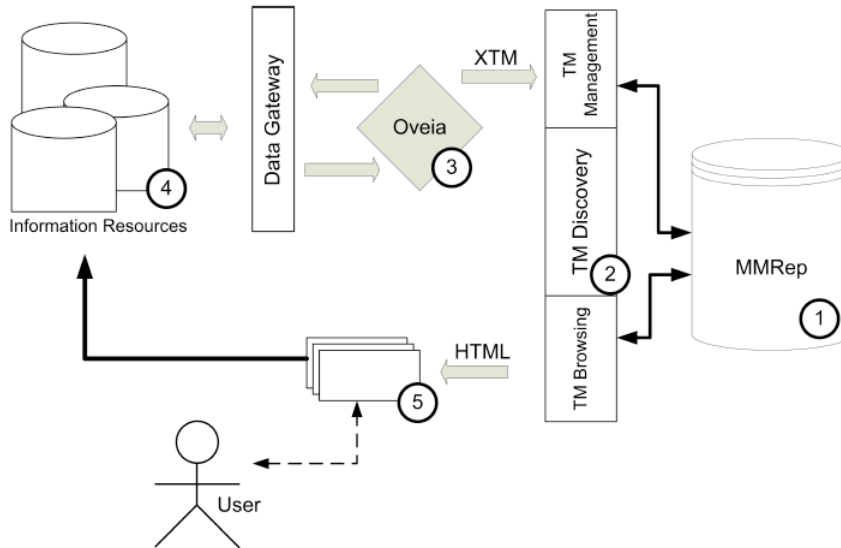 XTM
TM
Management
Data Gateway
Oveia
3
4
Information Resources
TM Discovery
2
MMRep
1
HTML
TM Browsing
5
User